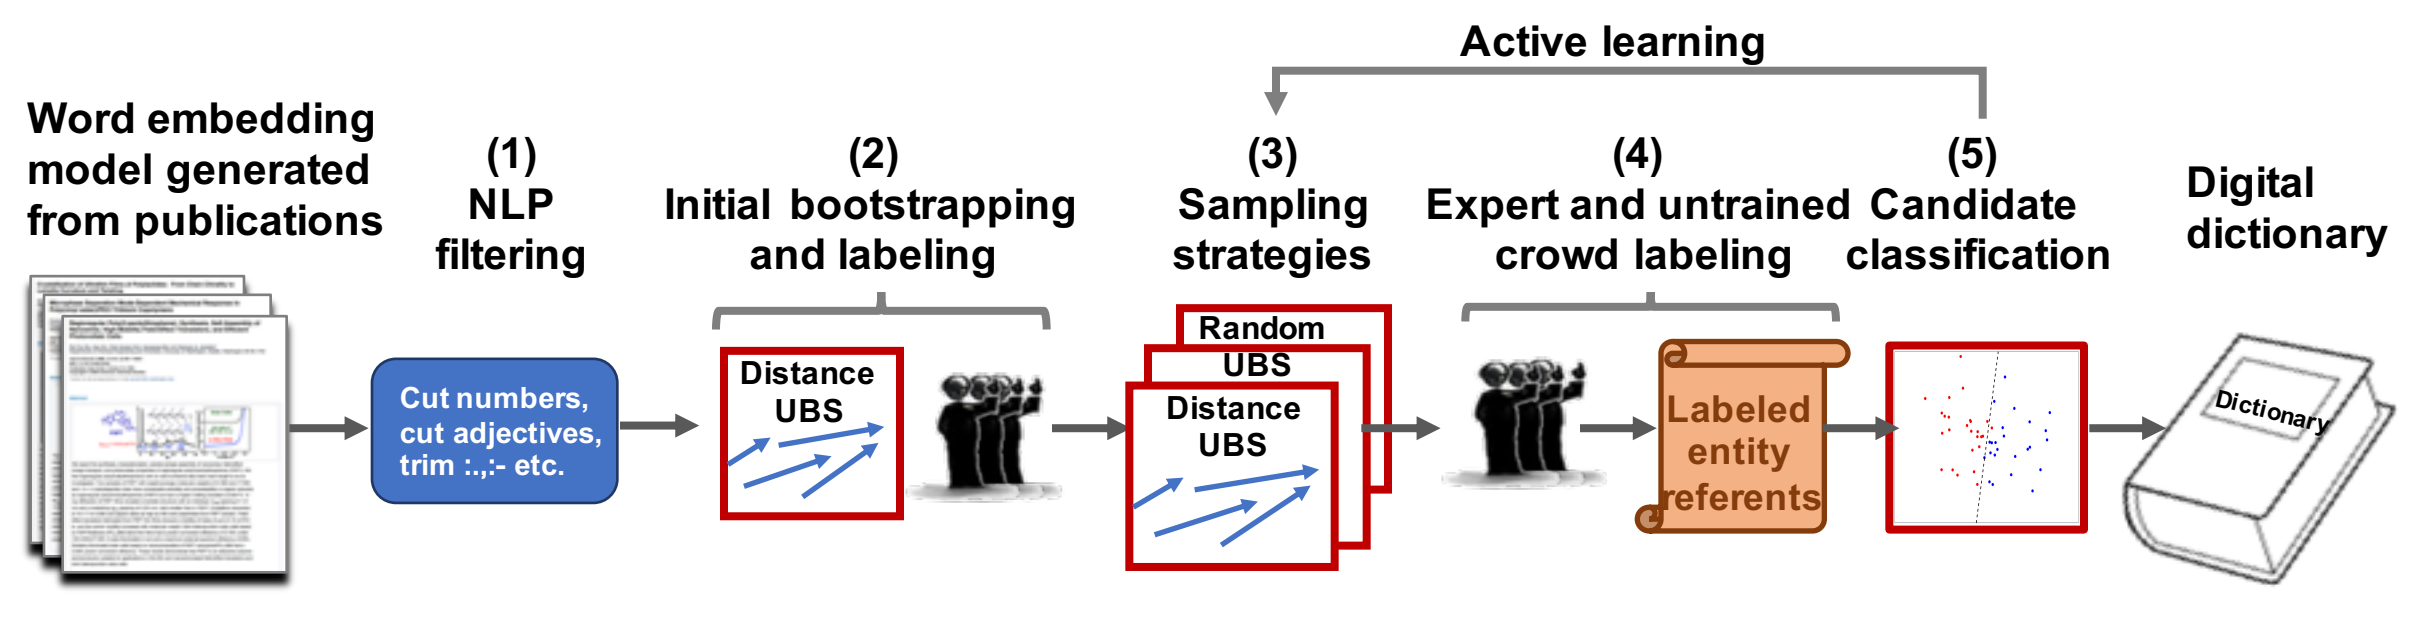 Active learning
Word embedding
model generated
from publications
(1)
NLP
filtering
(2)
Initial bootstrapping
and labeling
(3)
Sampling
strategies
(4)
Expert and untrained
crowd labeling
(5)
Candidate
classification
Digital
dictionary
Cut numbers,
cut adjectives,
trim :.,:- etc.
Distance
UBS
Random
UBS
Distance
UBS
Labeled
entity
referents
Dictionary